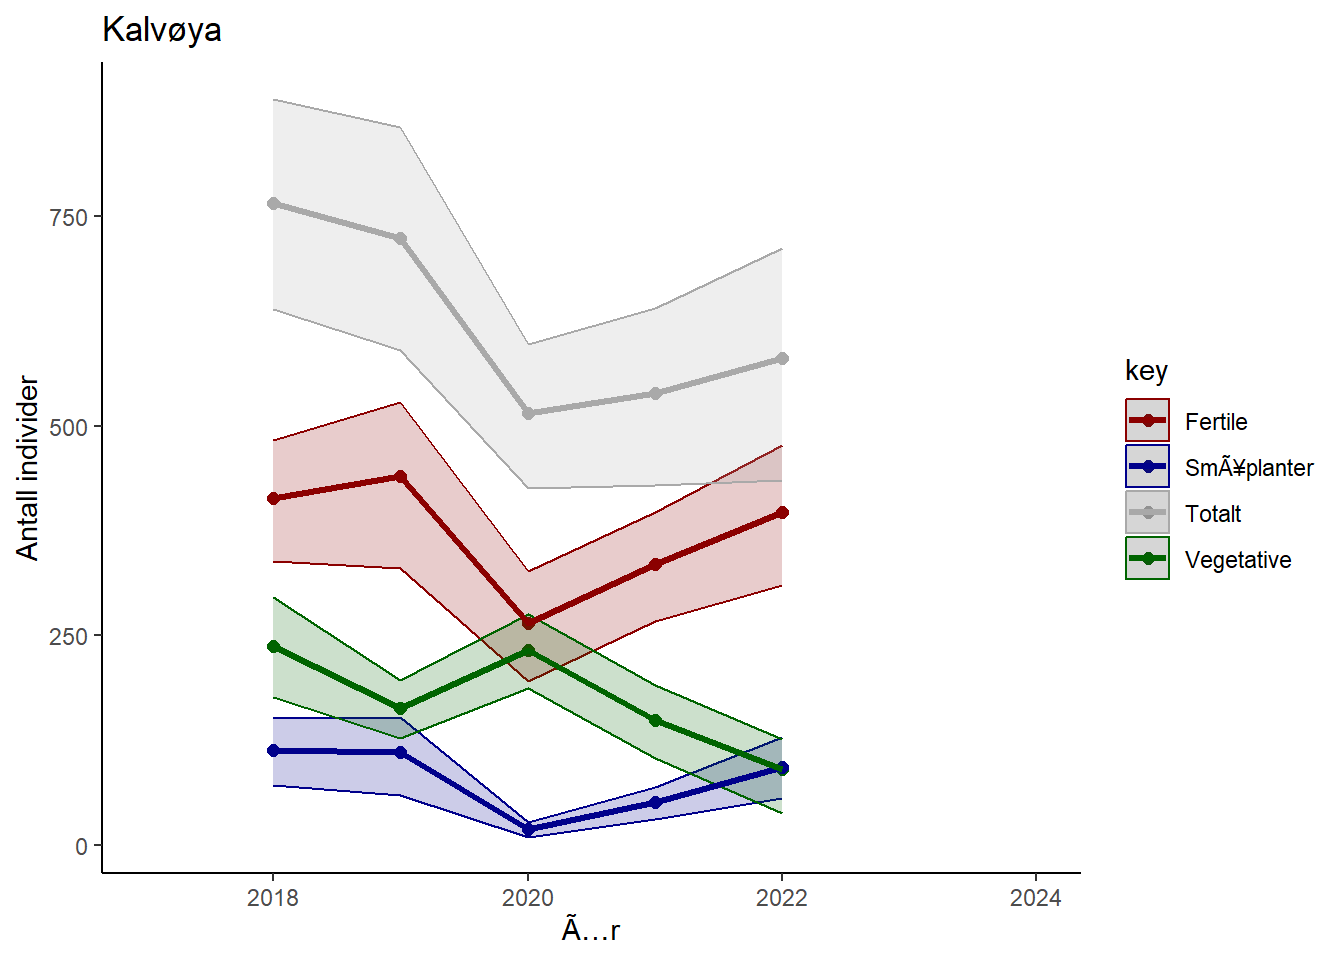 Kalvøya
Antall individer
750
500
250
0
2018
2020
2022
2024
Ã…r
key
Fertile
SmÃ¥planter
Totalt
Vegetative